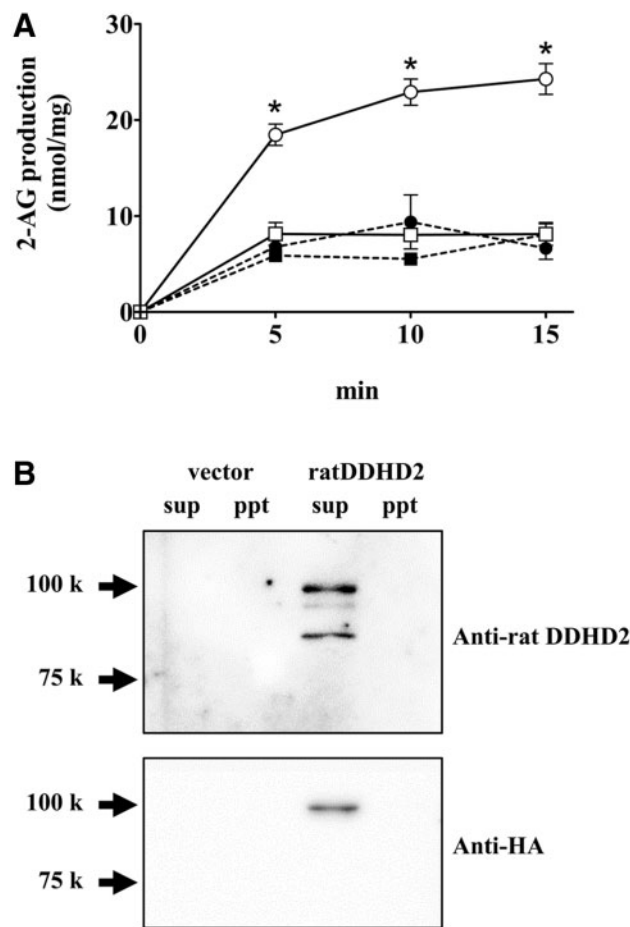 A
30
20
10
0
2-AG production
(nmol/mg)
* * *
0 5 10 15
min
B
vector ratDDHD2
sup ppt sup ppt
100 k
75 k
Anti-rat DDHD2
100 k
75 k
Anti-HA